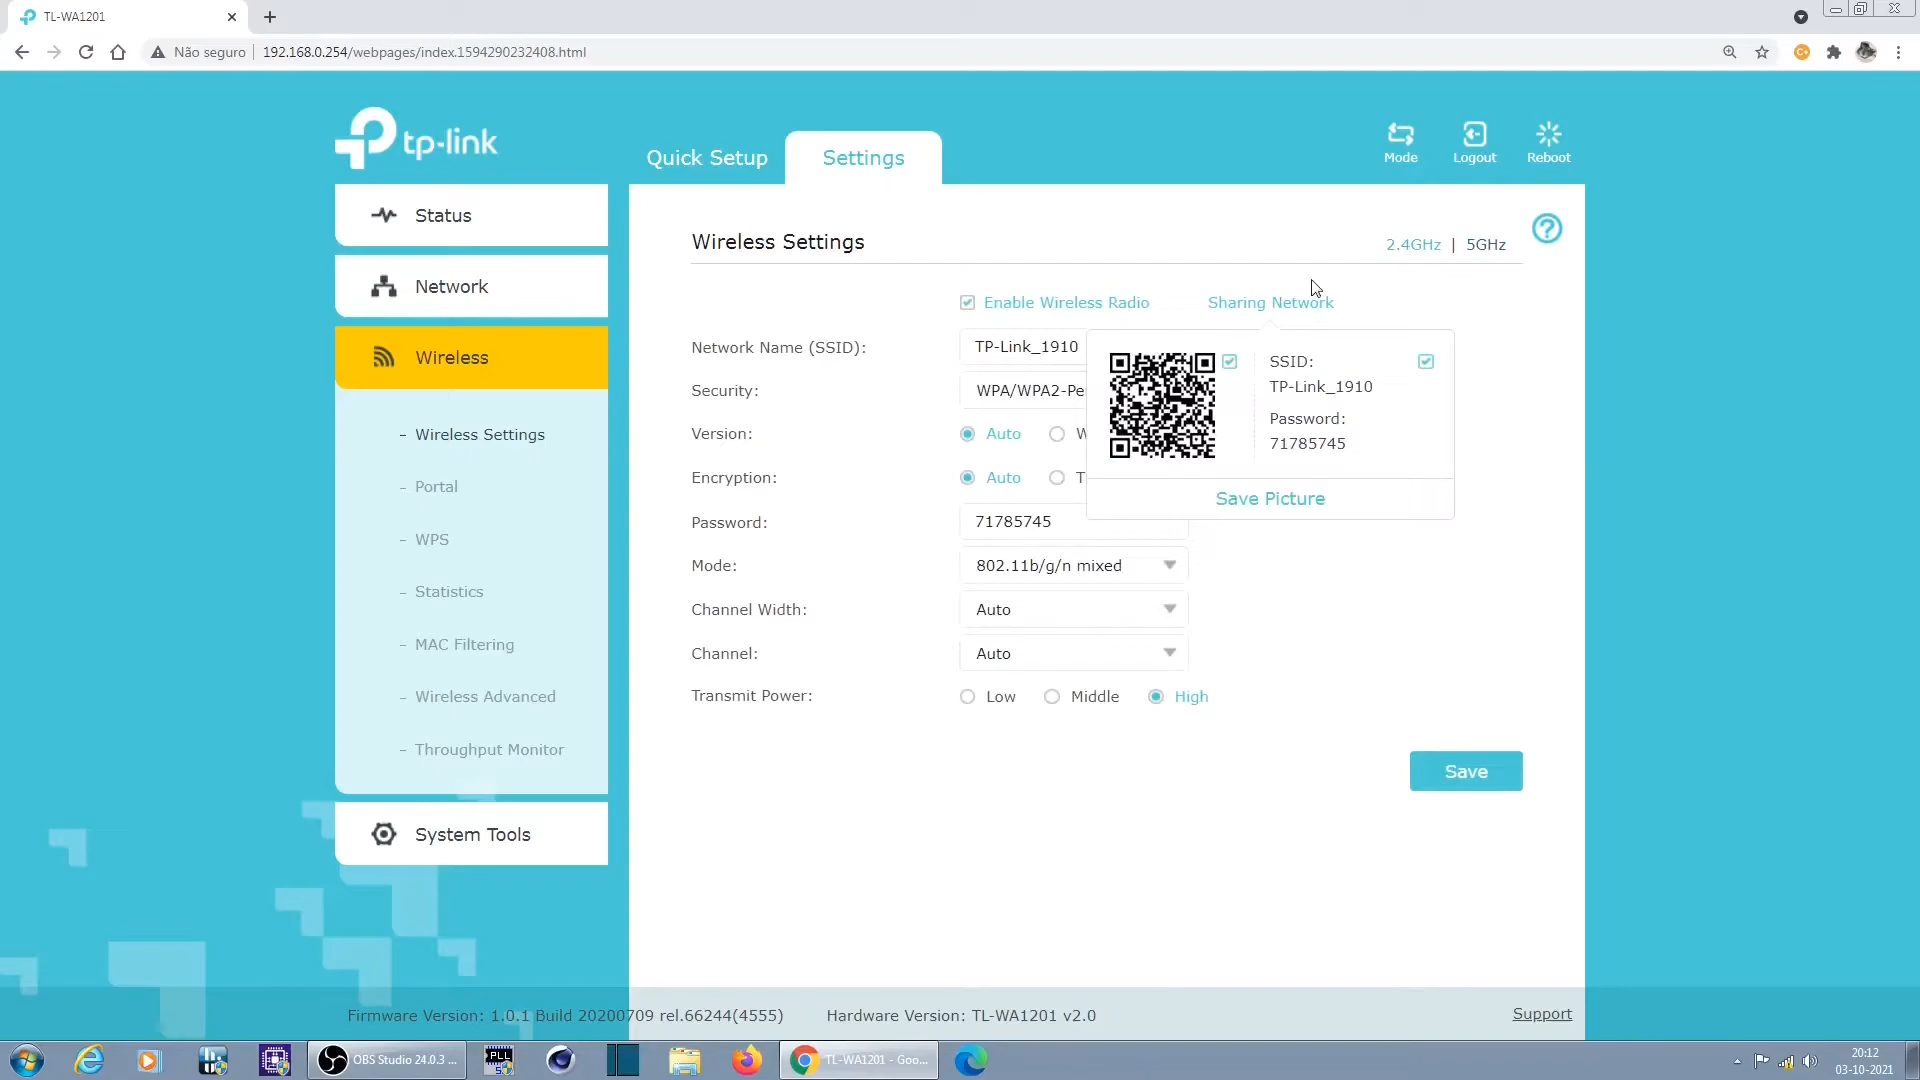 TL-WA1201
Não seguro 192.168.0.254/webpages/index.1594290232408.html
tp-link
Quick Setup
Settings
Mode
Logout
Reboot
Status
Network
Wireless
- Wireless Settings
- Portal
- WPS
- Statistics
- MAC Filtering
- Wireless Advanced
- Throughput Monitor
System Tools
Wireless Settings
2.4GHz | 5GHz
Enable Wireless Radio
Sharing Network
Network Name (SSID): TP-Link_1910
Security: WPA/WPA2-Pe
Version: Auto W
Encryption: Auto T
Password: 71785745
Mode: 802.11b/g/n mixed
Channel Width: Auto
Channel: Auto
Transmit Power: Low Middle High
SSID:
TP-Link_1910
Password:
71785745
Save Picture
Save
Firmware Version: 1.0.1 Build 20200709 rel.66244(4555) Hardware Version: TL-WA1201 v2.0
Support
OBS Studio 24.0.3 ...
PLL
TL-WA1201 - Goo...
20:12
03-10-2021